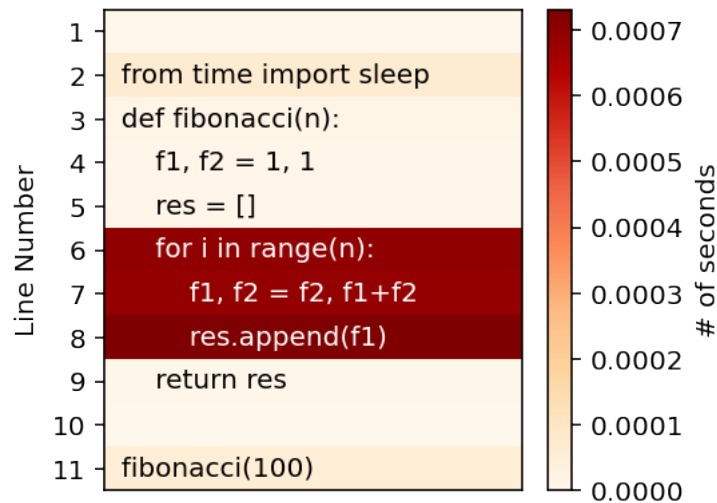 1
2 from time import sleep
3 def fibonacci(n):
4 f1, f2 = 1, 1
5 res = []
6 for i in range(n):
7 f1, f2 = f2, f1+f2
8 res.append(f1)
9 return res
10
11 fibonacci(100)
Line Number
0.0007
0.0006
0.0005
0.0004
0.0003
0.0002
0.0001
0.0000
# of seconds